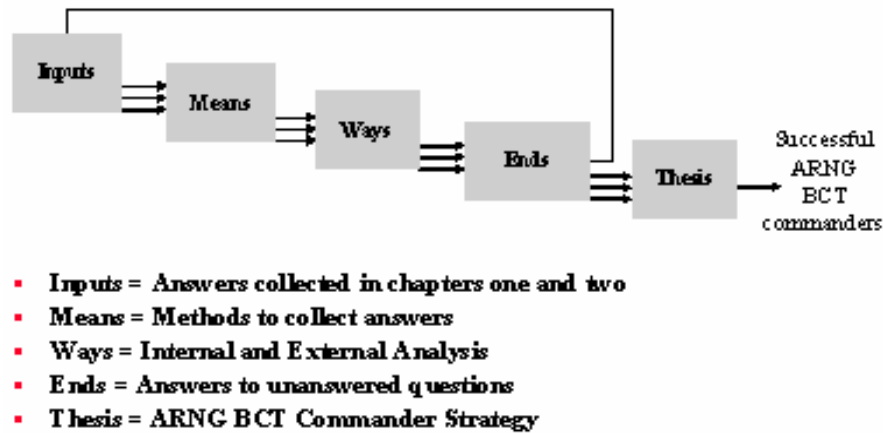 Inputs
Means
Ways
Ends
Thesis
Successful
ARNG
BCT
commanders
▪ Inputs = Answers collected in chapters one and two
▪ Means = Methods to collect answers
▪ Ways = Internal and External Analysis
▪ Ends = Answers to unanswered questions
▪ Thesis = ARNG BCT Commander Strategy